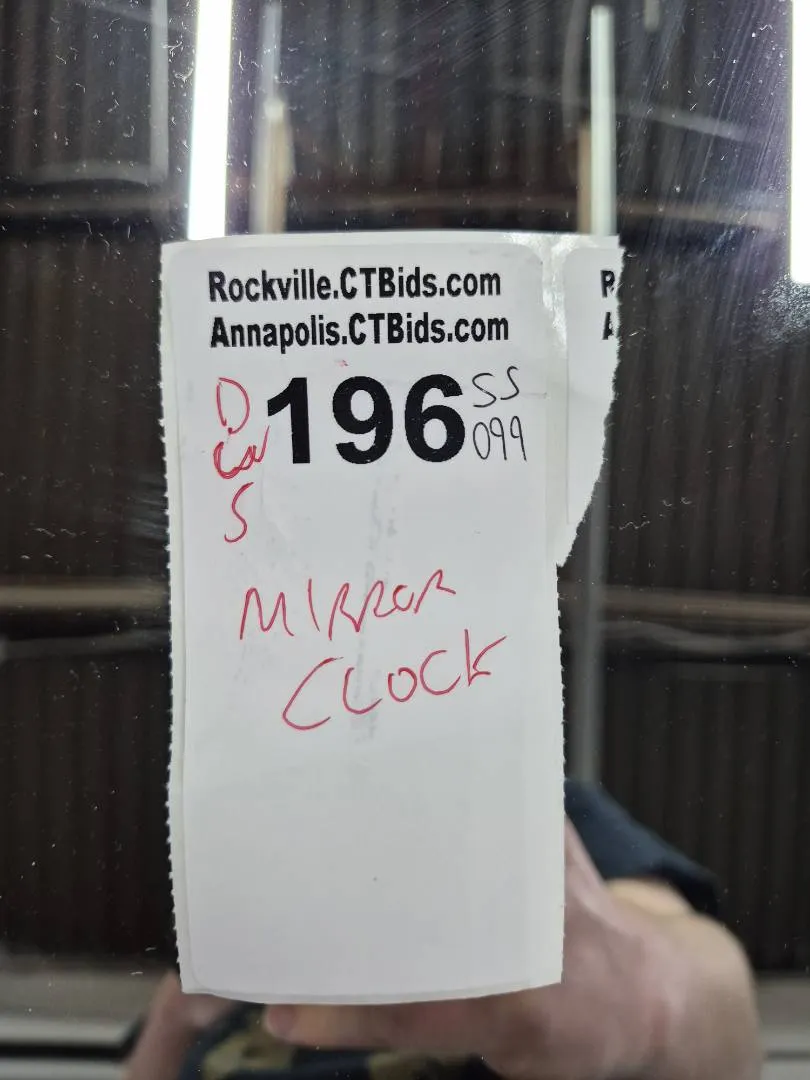 Rockville.CTBids.com
Annapolis.CTBids.com
D
196
SS
099
S
MIRROR
CLOCK